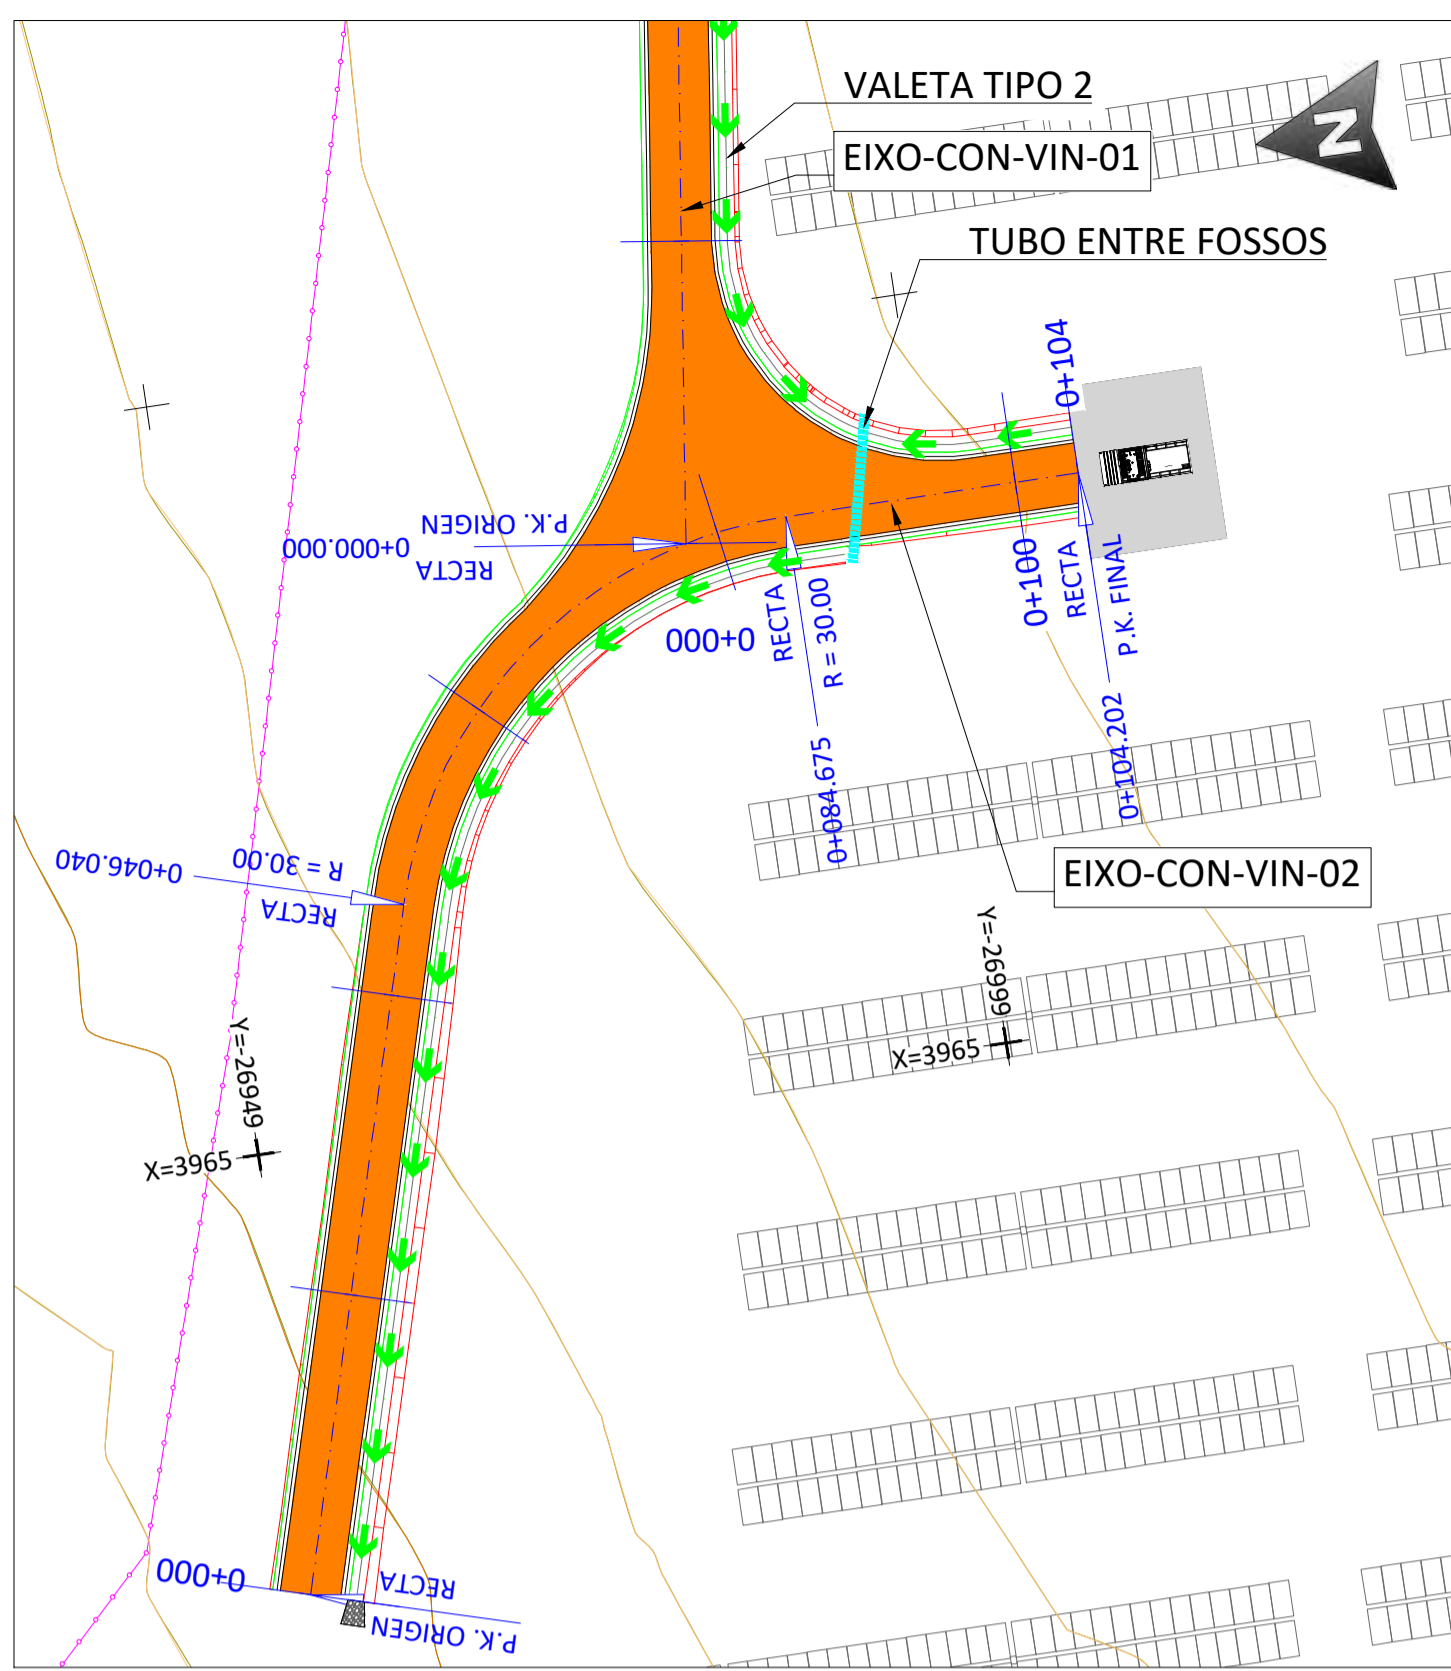 VALETA TIPO 2
EIXO-CON-VIN-01
N
TUBO ENTRE FOSSOS
0+104
P.K. ORIGEN
0+000.000
RECTA
0+000
RECTA
R = 30.00
0+084.675
0+100
RECTA
P.K. FINAL
0+104.202
EIXO-CON-VIN-02
R = 30.00
0+046.040
RECTA
Y=-26999
X=3965
Y=-26949
X=3965
0+000
RECTA
P.K. ORIGEN